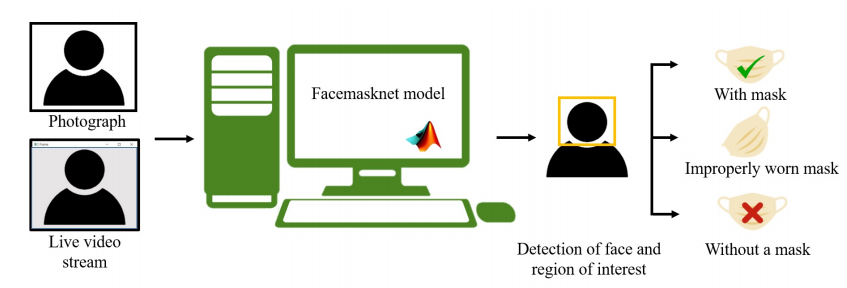 Photograph
Live video
stream
Facemasknet model
Detection of face and
region of interest
With mask
Improperly worn mask
Without a mask